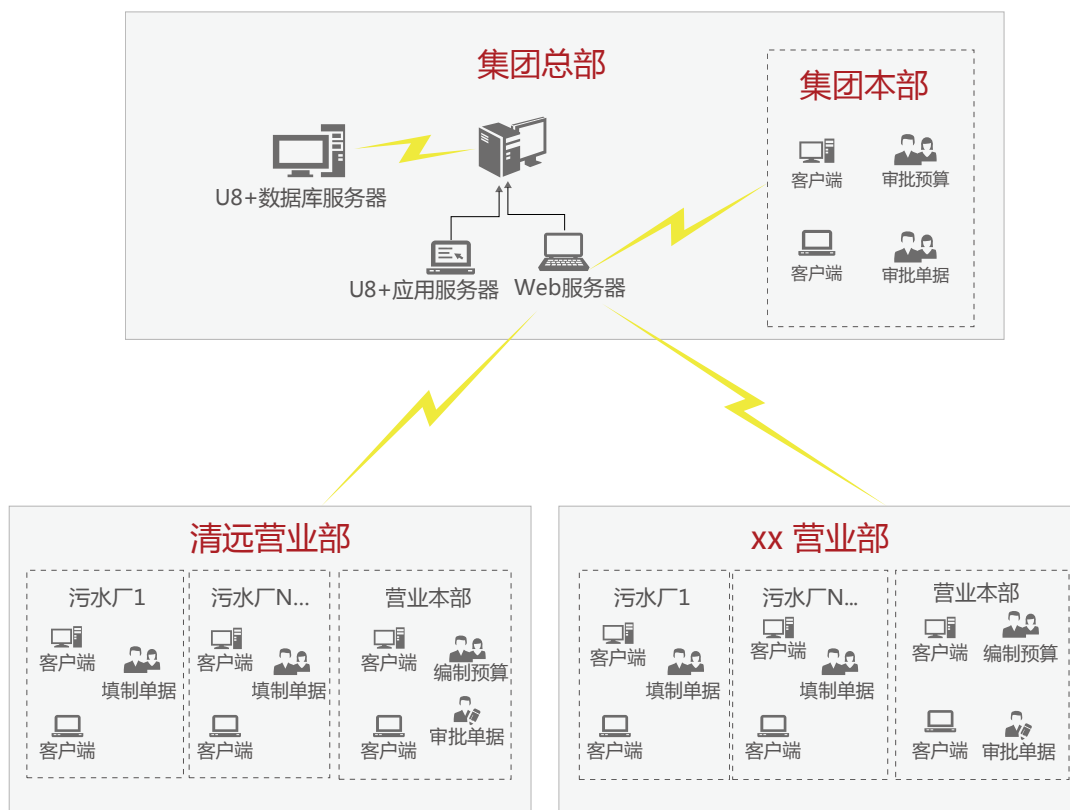 集团总部
集团本部
客户端
审批预算
U8+数据库服务器
客户端
审批单据
U8+应用服务器
Web服务器
清远营业部
污水厂1
污水厂N...
营业本部
客户端
客户端
客户端
编制预算
填制单据
填制单据
客户端
客户端
客户端
审批单据
xx 营业部
污水厂1
污水厂N...
营业本部
客户端
客户端
客户端
编制预算
填制单据
填制单据
客户端
客户端
客户端
审批单据